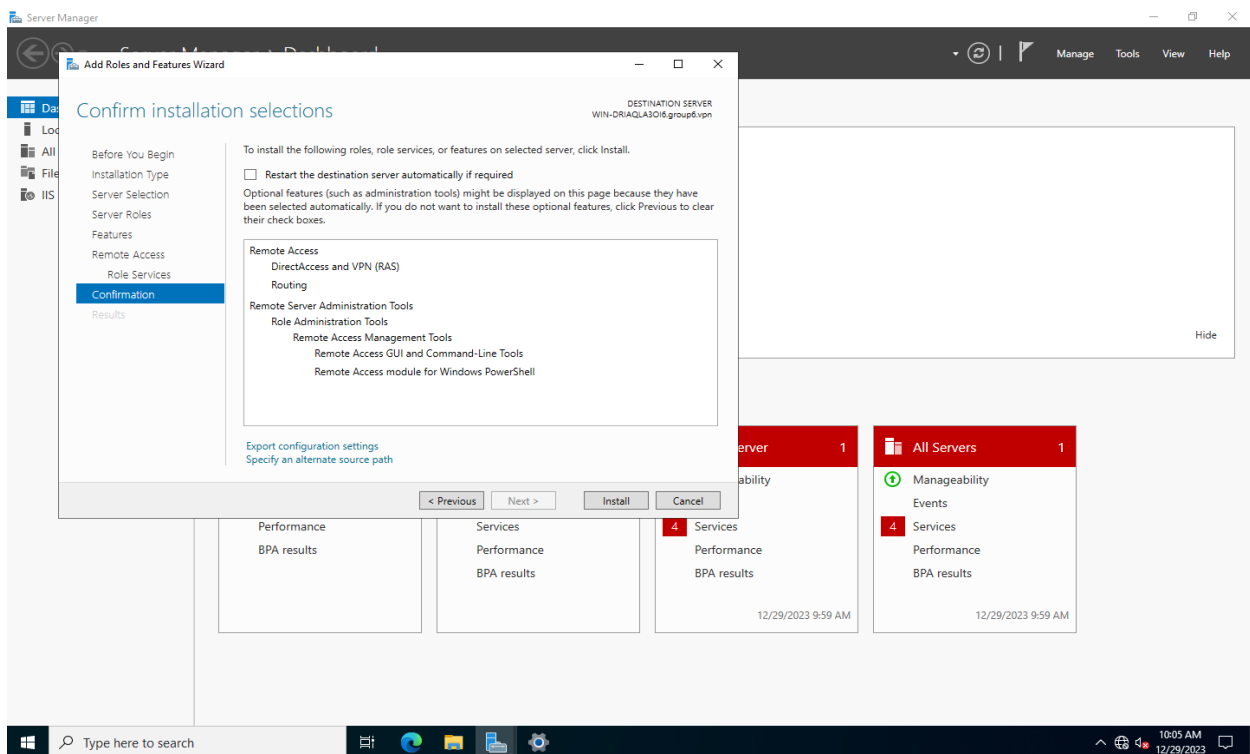 Server Manager
Manage Tools View Help
Add Roles and Features Wizard
Confirm installation selections
DESTINATION SERVER
WIN-DRIAQLA3OI6.group6.vpn
Before You Begin
Installation Type
Server Selection
Server Roles
Features
Remote Access
Role Services
Confirmation
Results
To install the following roles, role services, or features on selected server, click Install.
Restart the destination server automatically if required
Optional features (such as administration tools) might be displayed on this page because they have
been selected automatically. If you do not want to install these optional features, click Previous to clear
their check boxes.
Remote Access
DirectAccess and VPN (RAS)
Routing
Remote Server Administration Tools
Role Administration Tools
Remote Access Management Tools
Remote Access GUI and Command-Line Tools
Remote Access module for Windows PowerShell
Export configuration settings
Specify an alternate source path
< Previous Next > Install Cancel
All
File
IIS
Hide
erver 1
ability
4 Services
Performance
BPA results
12/29/2023 9:59 AM
All Servers 1
Manageability
Events
4 Services
Performance
BPA results
12/29/2023 9:59 AM
Performance
BPA results
Services
Performance
BPA results
Type here to search
10:05 AM
12/29/2023